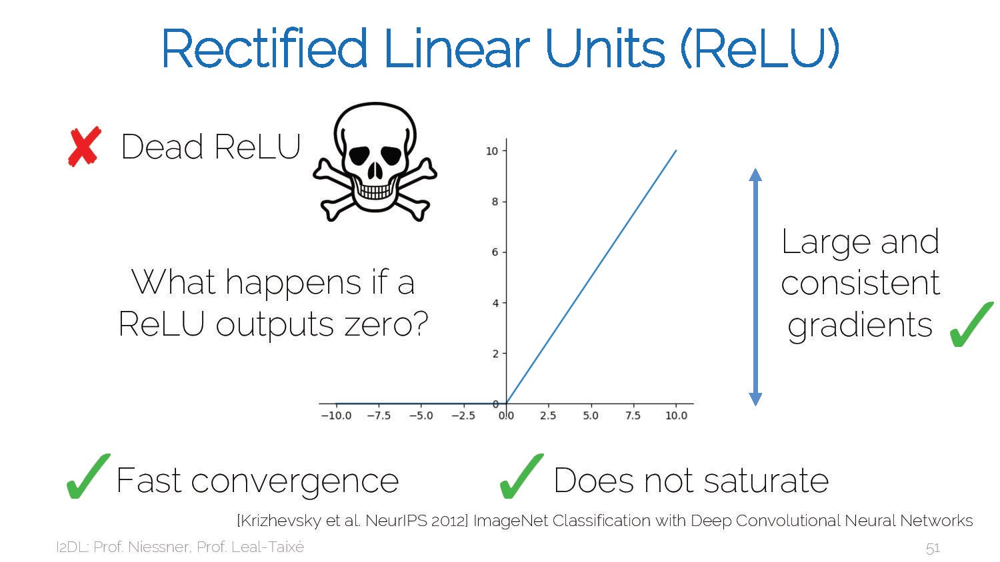 Rectified Linear Units (ReLU)
Dead ReLU
What happens if a
ReLU outputs zero?
10
8
6
4
2
0
−10.0 −7.5 −5.0 −2.5 0.0 2.5 5.0 7.5 10.0
Large and
consistent
gradients
Fast convergence
Does not saturate
[Krizhevsky et al. NeurIPS 2012] ImageNet Classification with Deep Convolutional Neural Networks
I2DL: Prof. Niessner, Prof. Leal-Taixé
51